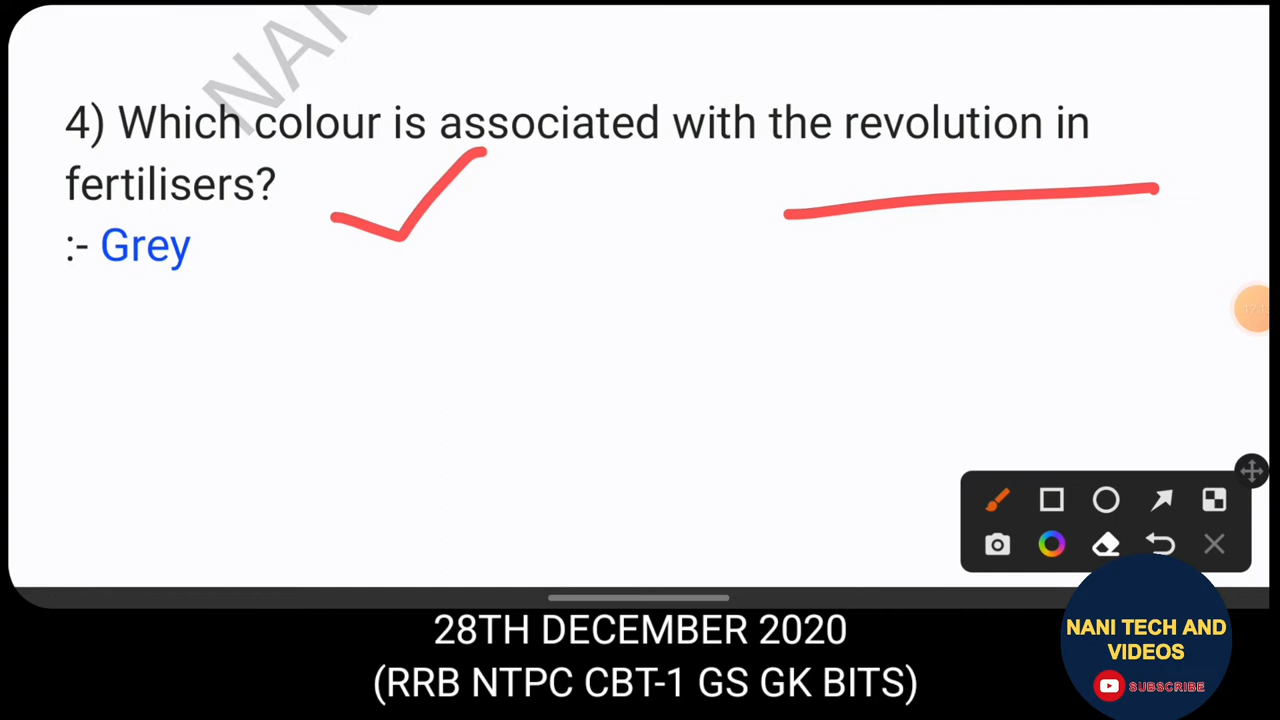 NAN
4) Which colour is associated with the revolution in
fertilisers?
:- Grey
28TH DECEMBER 2020
(RRB NTPC CBT-1 GS GK BITS)
NANI TECH AND
VIDEOS
SUBSCRIBE